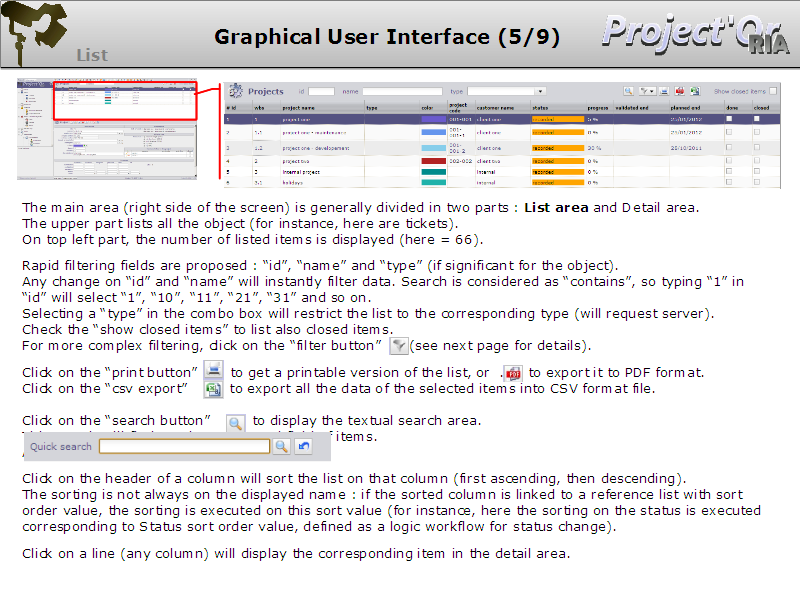 Graphical User Interface (5/9)
List
Project'Or
RIA
Projects id name type Show closed items
# id wbs project name type color project code customer name status progress validated end planned end done closed
1 1 project one 001-001 client one recorded 0 % 25/01/2012
2 1.1 project one - maintenance 001-001-1 client one recorded 0 % 25/01/2012
3 1.2 project one - developement 001-001-2 client one recorded 30 % 25/10/2011
4 2 project two 002-002 client two recorded 0 %
5 3 internal project internal recorded 0 %
6 3.1 holidays internal recorded 0 %
The main area (right side of the screen) is generally divided in two parts : List area and Detail area.
The upper part lists all the object (for instance, here are tickets).
On top left part, the number of listed items is displayed (here = 66).
Rapid filtering fields are proposed : “id”, “name” and “type” (if significant for the object).
Any change on “id” and “name” will instantly filter data. Search is considered as “contains”, so typing “1” in
“id” will select “1”, “10”, “11”, “21”, “31” and so on.
Selecting a “type” in the combo box will restrict the list to the corresponding type (will request server).
Check the “show closed items” to list also closed items.
For more complex filtering, click on the “filter button” (see next page for details).
Click on the “print button” to get a printable version of the list, or . to export it to PDF format.
Click on the “csv export” to export all the data of the selected items into CSV format file.
Click on the “search button” to display the textual search area.
of items.
Quick search
Click on the header of a column will sort the list on that column (first ascending, then descending).
The sorting is not always on the displayed name : if the sorted column is linked to a reference list with sort
order value, the sorting is executed on this sort value (for instance, here the sorting on the status is executed
corresponding to Status sort order value, defined as a logic workflow for status change).
Click on a line (any column) will display the corresponding item in the detail area.